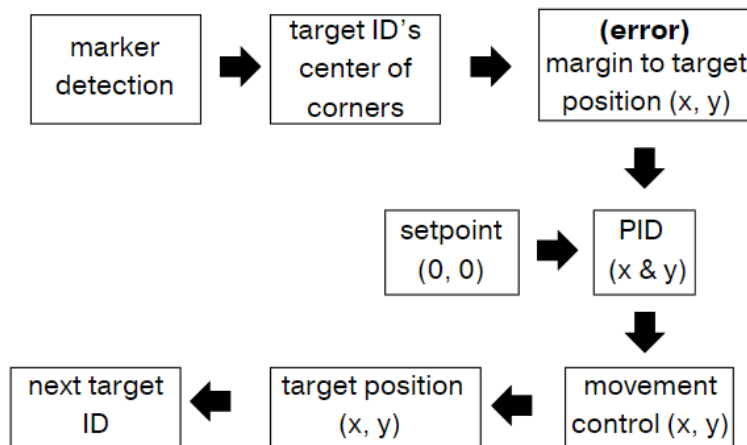 marker
detection
target ID's
center of
corners
(error)
margin to target
position (x, y)
setpoint
(0, 0)
PID
(x & y)
movement
control (x, y)
target position
(x, y)
next target
ID